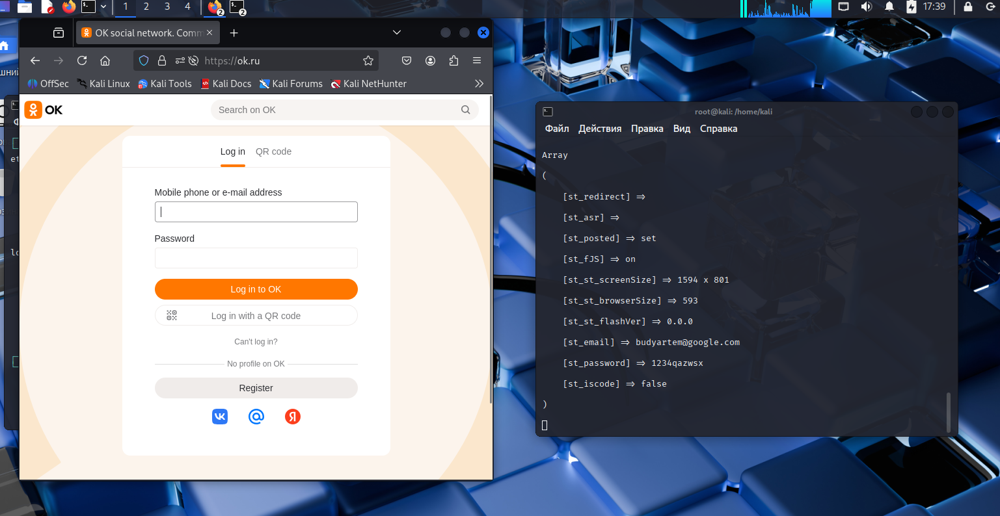 1 2 3 4
2
2
17:39
OK social network. Comm
https://ok.ru
OffSec Kali Linux Kali Tools Kali Docs Kali Forums Kali NetHunter
OK
Search on OK
Log in QR code
Mobile phone or e-mail address
Password
Log in to OK
Log in with a QR code
Can't log in?
No profile on OK
Register
root@kali: /home/kali
Файл Действия Правка Вид Справка
Array
(
[st_redirect] =>
[st_asr] =>
[st_posted] => set
[st_fJS] => on
[st_st_screenSize] => 1594 x 801
[st_st_browserSize] => 593
[st_st_flashVer] => 0.0.0
[st_email] => budyartem@google.com
[st_password] => 1234qazwsx
[st_iscode] => false
)